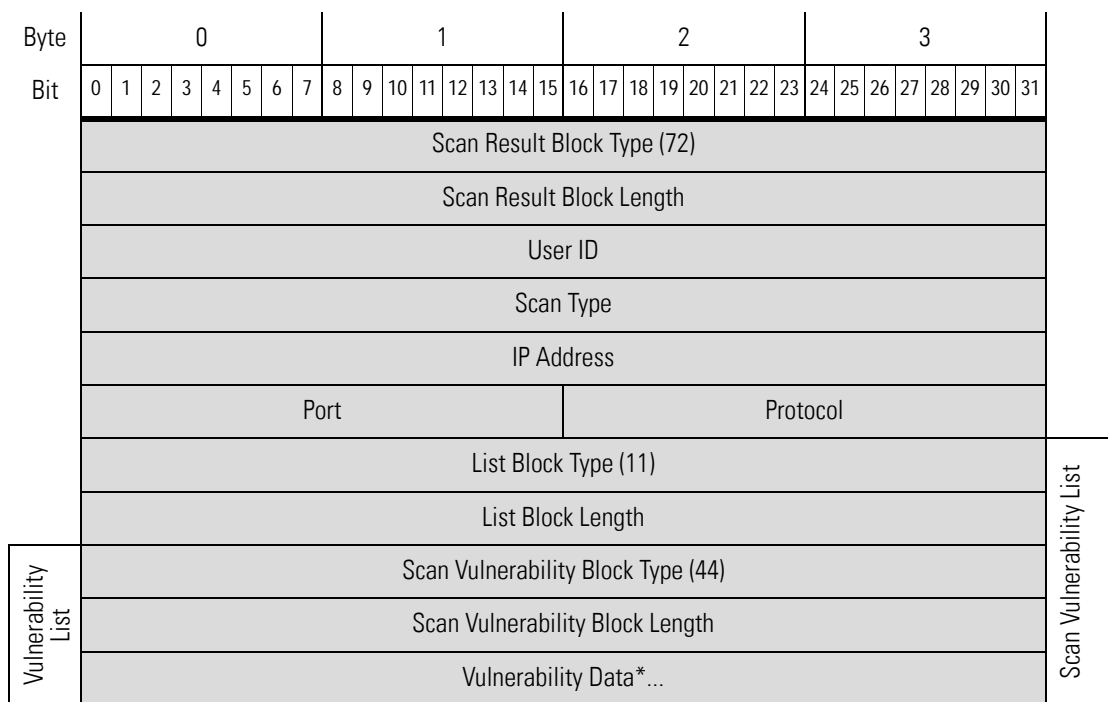 Byte 0 1 2 3
Bit 0 1 2 3 4 5 6 7 8 9 10 11 12 13 14 15 16 17 18 19 20 21 22 23 24 25 26 27 28 29 30 31
Scan Result Block Type (72)
Scan Result Block Length
User ID
Scan Type
IP Address
Port Protocol
List Block Type (11)
List Block Length
Scan Vulnerability Block Type (44)
Scan Vulnerability Block Length
Vulnerability Data*...
Vulnerability
List
Scan Vulnerability List